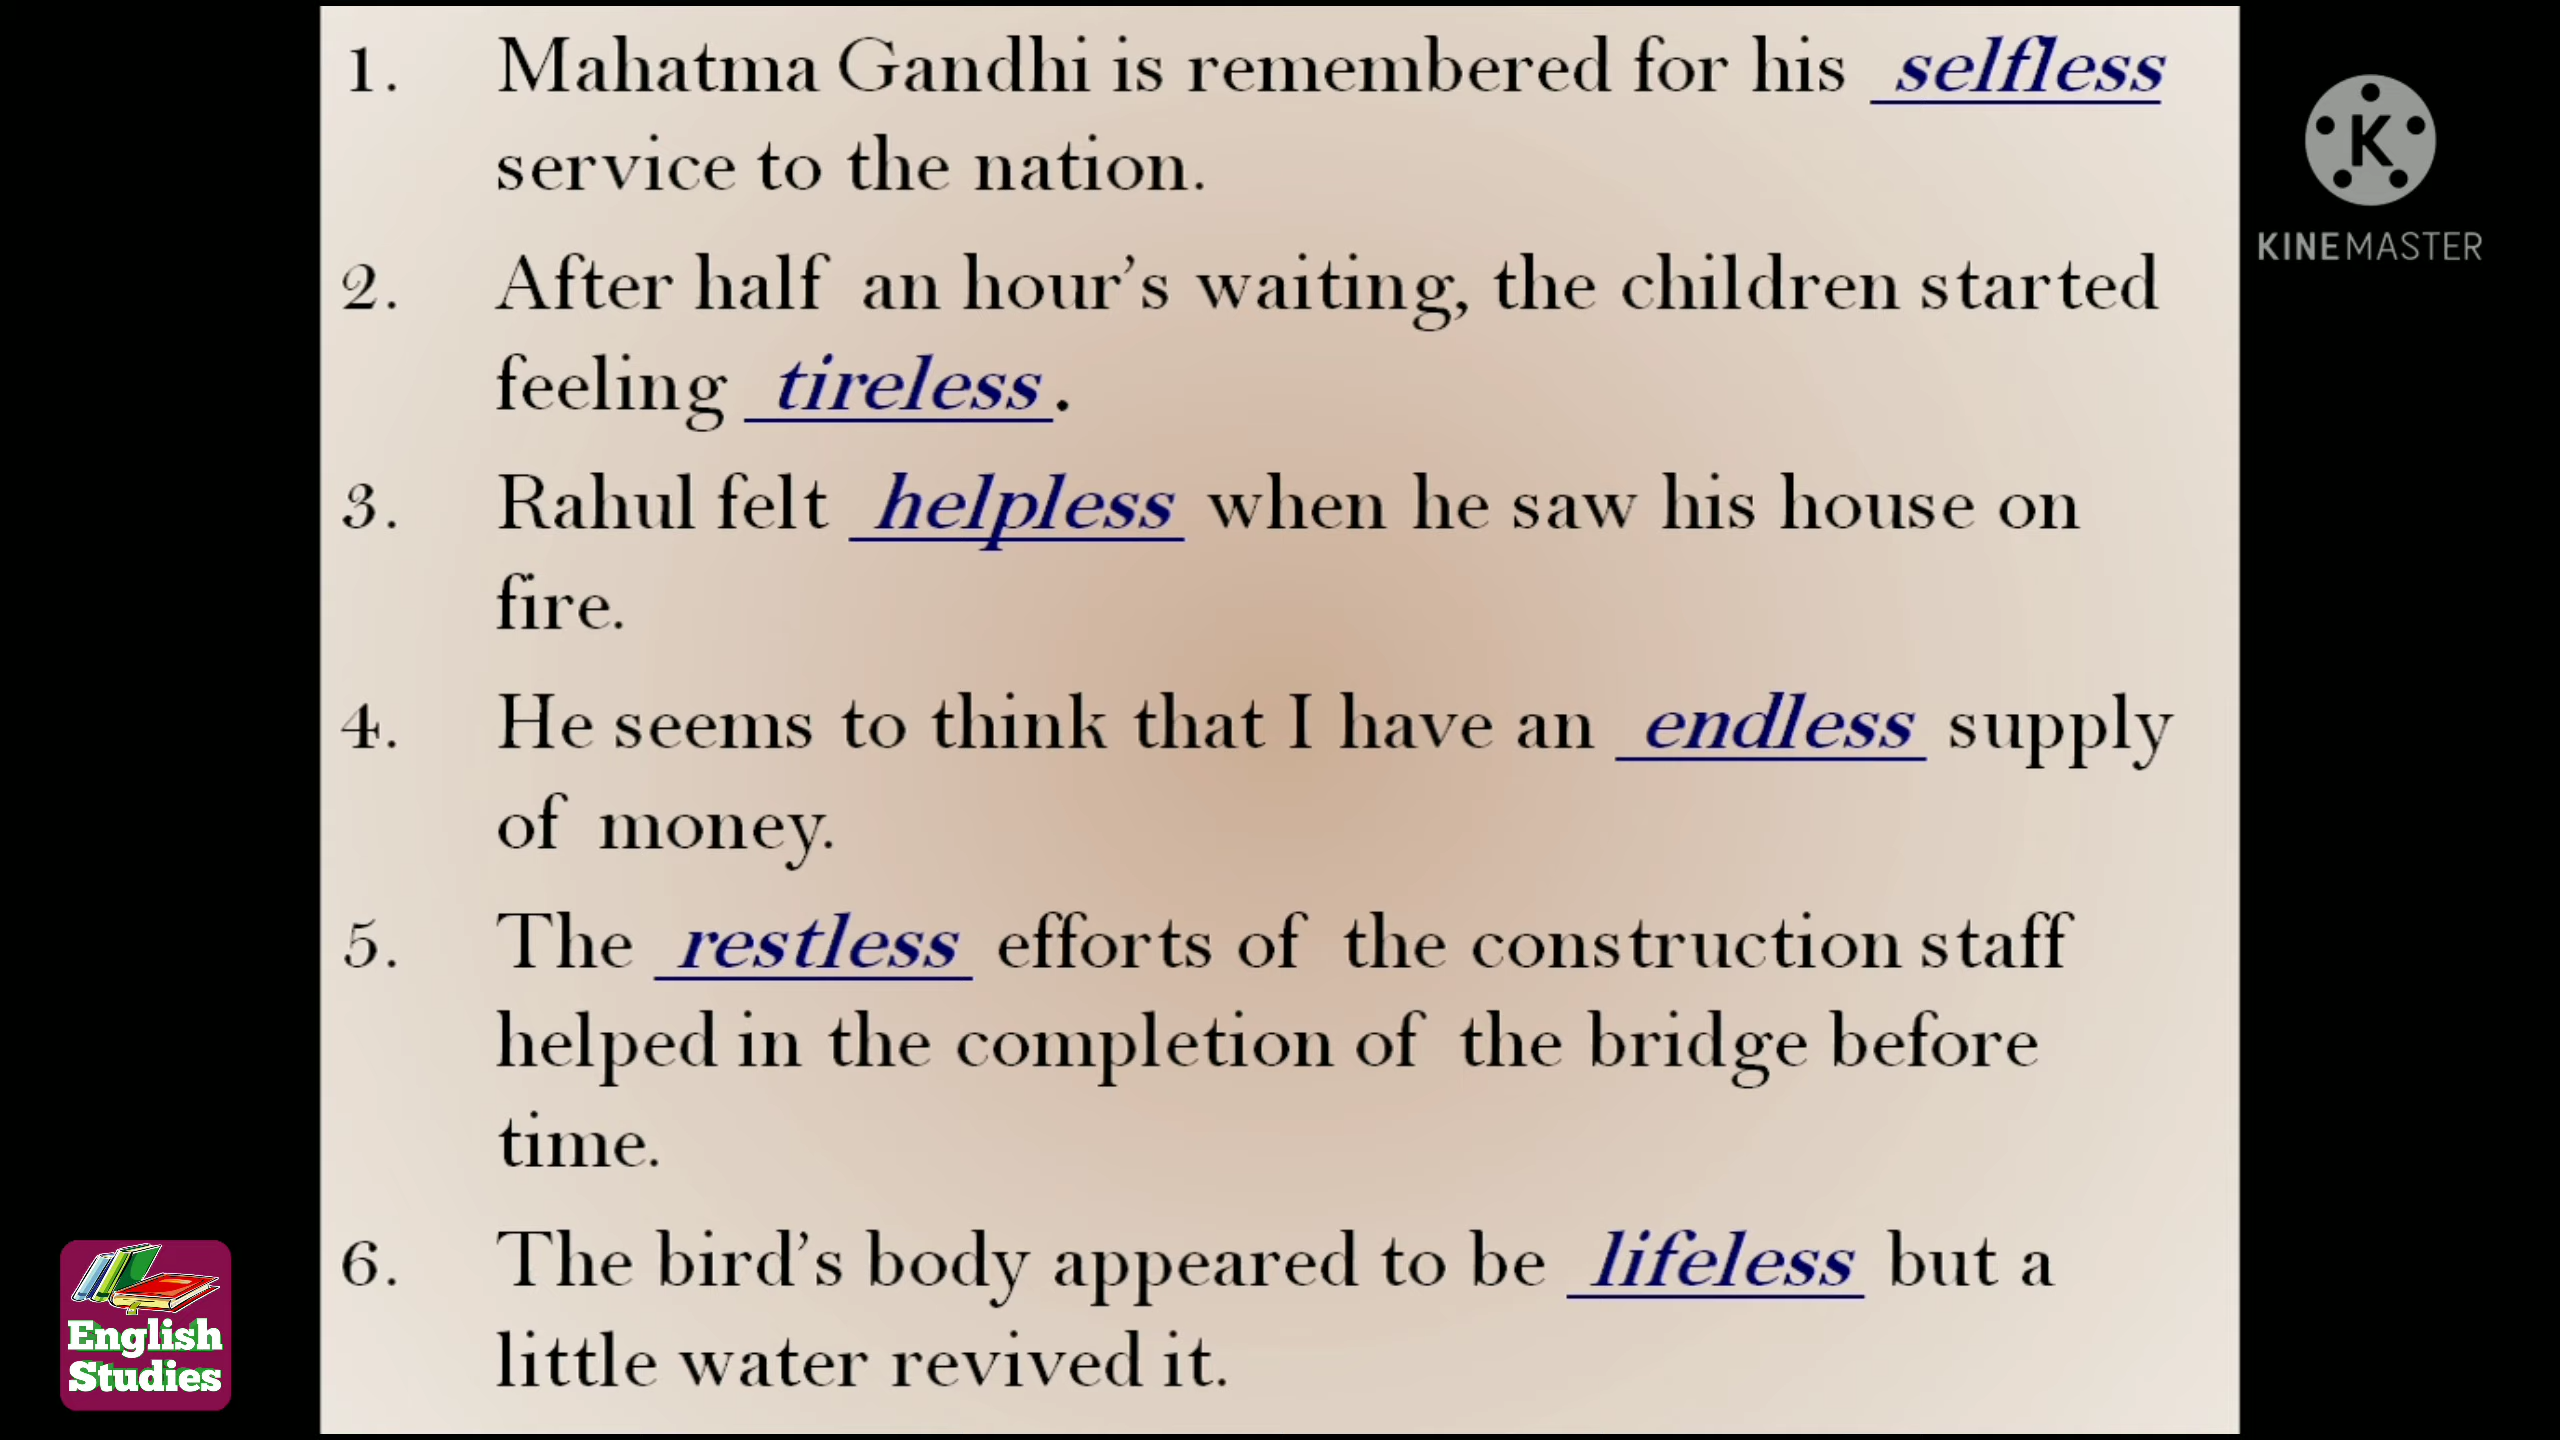 1. Mahatma Gandhi is remembered for his selfless
service to the nation.
2. After half an hour’s waiting, the children started
feeling tireless.
3. Rahul felt helpless when he saw his house on
fire.
4. He seems to think that I have an endless supply
of money.
5. The restless efforts of the construction staff
helped in the completion of the bridge before
time.
6. The bird’s body appeared to be lifeless but a
little water revived it.
K
KINEMASTER
English
Studies